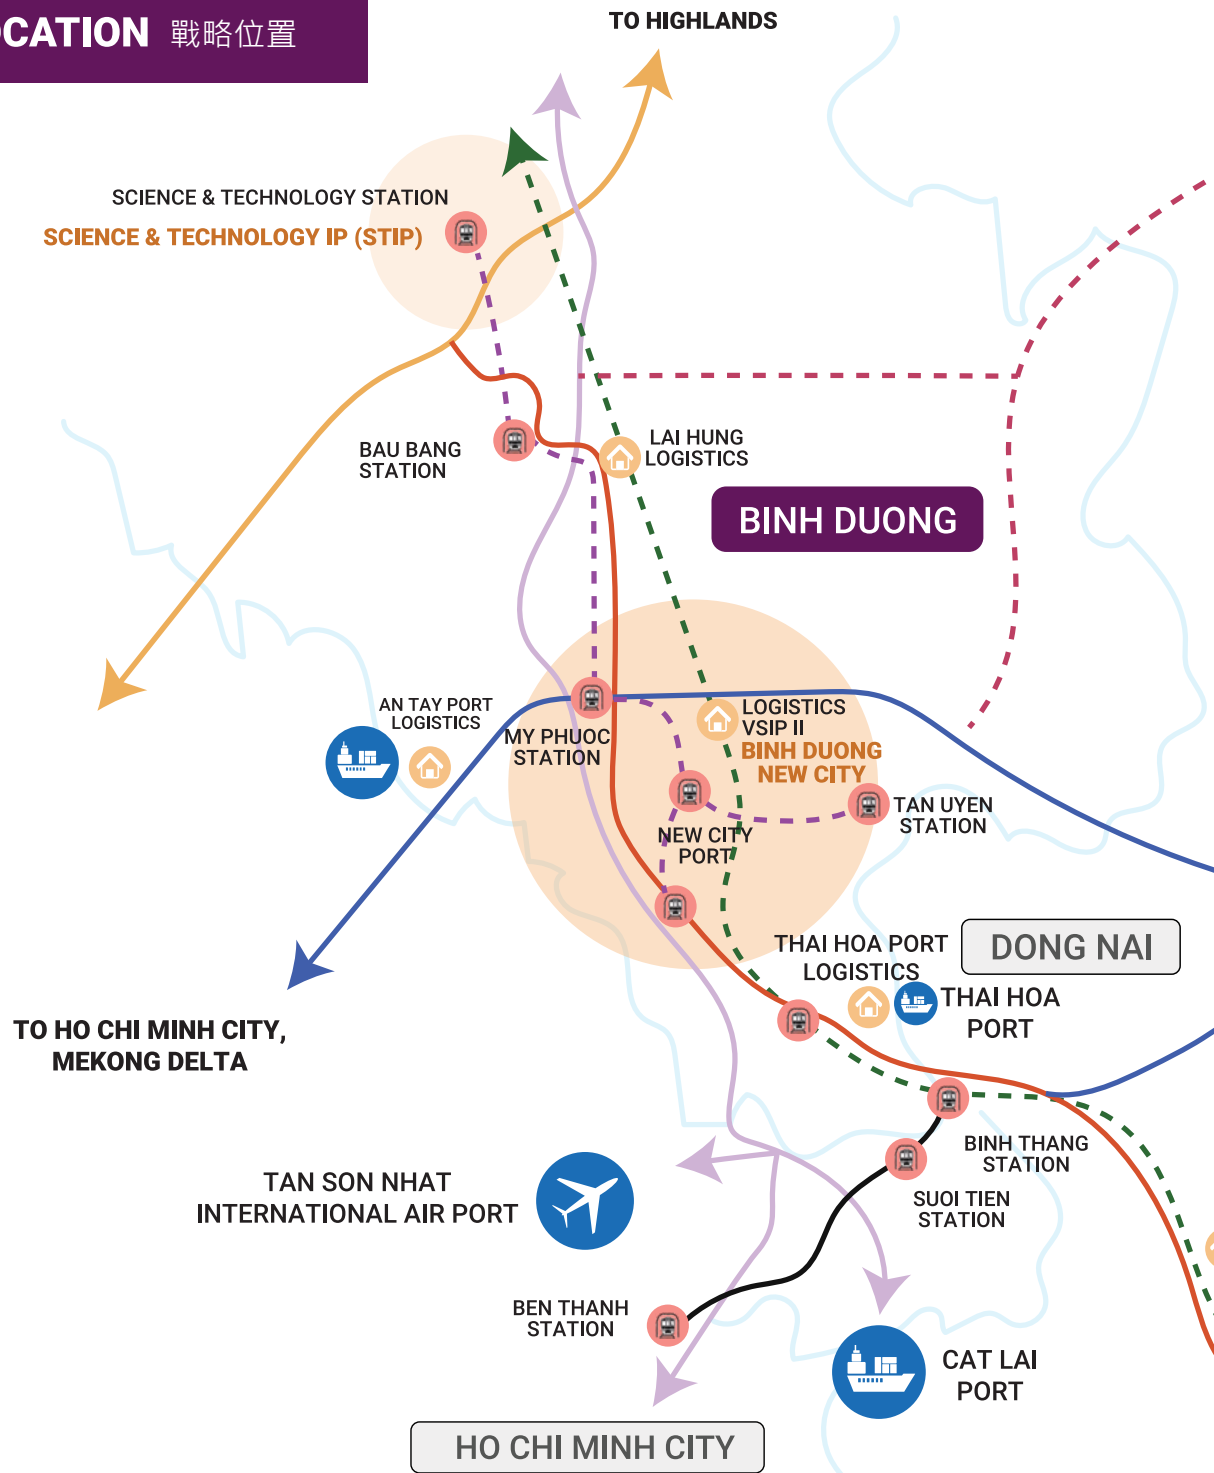 OCATION 戰略位置
TO HIGHLANDS
SCIENCE & TECHNOLOGY STATION
SCIENCE & TECHNOLOGY IP (STIP)
BAU BANG
STATION
LAI HUNG
LOGISTICS
BINH DUONG
AN TAY PORT
LOGISTICS
MY PHUOC
STATION
LOGISTICS
VSIP II
BINH DUONG
NEW CITY
TAN UYEN
STATION
NEW CITY
PORT
THAI HOA PORT
LOGISTICS
DONG NAI
THAI HOA
PORT
TO HO CHI MINH CITY,
MEKONG DELTA
BINH THANG
STATION
TAN SON NHAT
INTERNATIONAL AIR PORT
SUOI TIEN
STATION
BEN THANH
STATION
CAT LAI
PORT
HO CHI MINH CITY